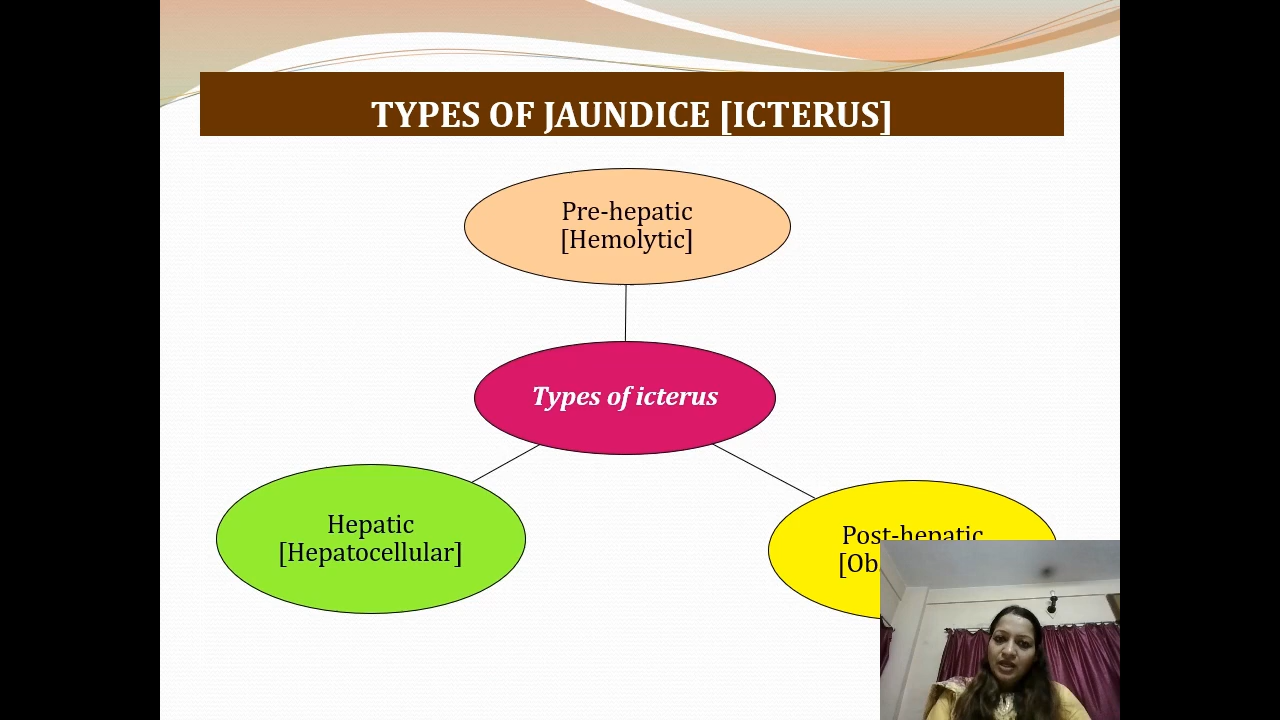 TYPES OF JAUNDICE [ICTERUS]
Pre-hepatic
[Hemolytic]
Types of icterus
Hepatic
[Hepatocellular]
Post-hepatic